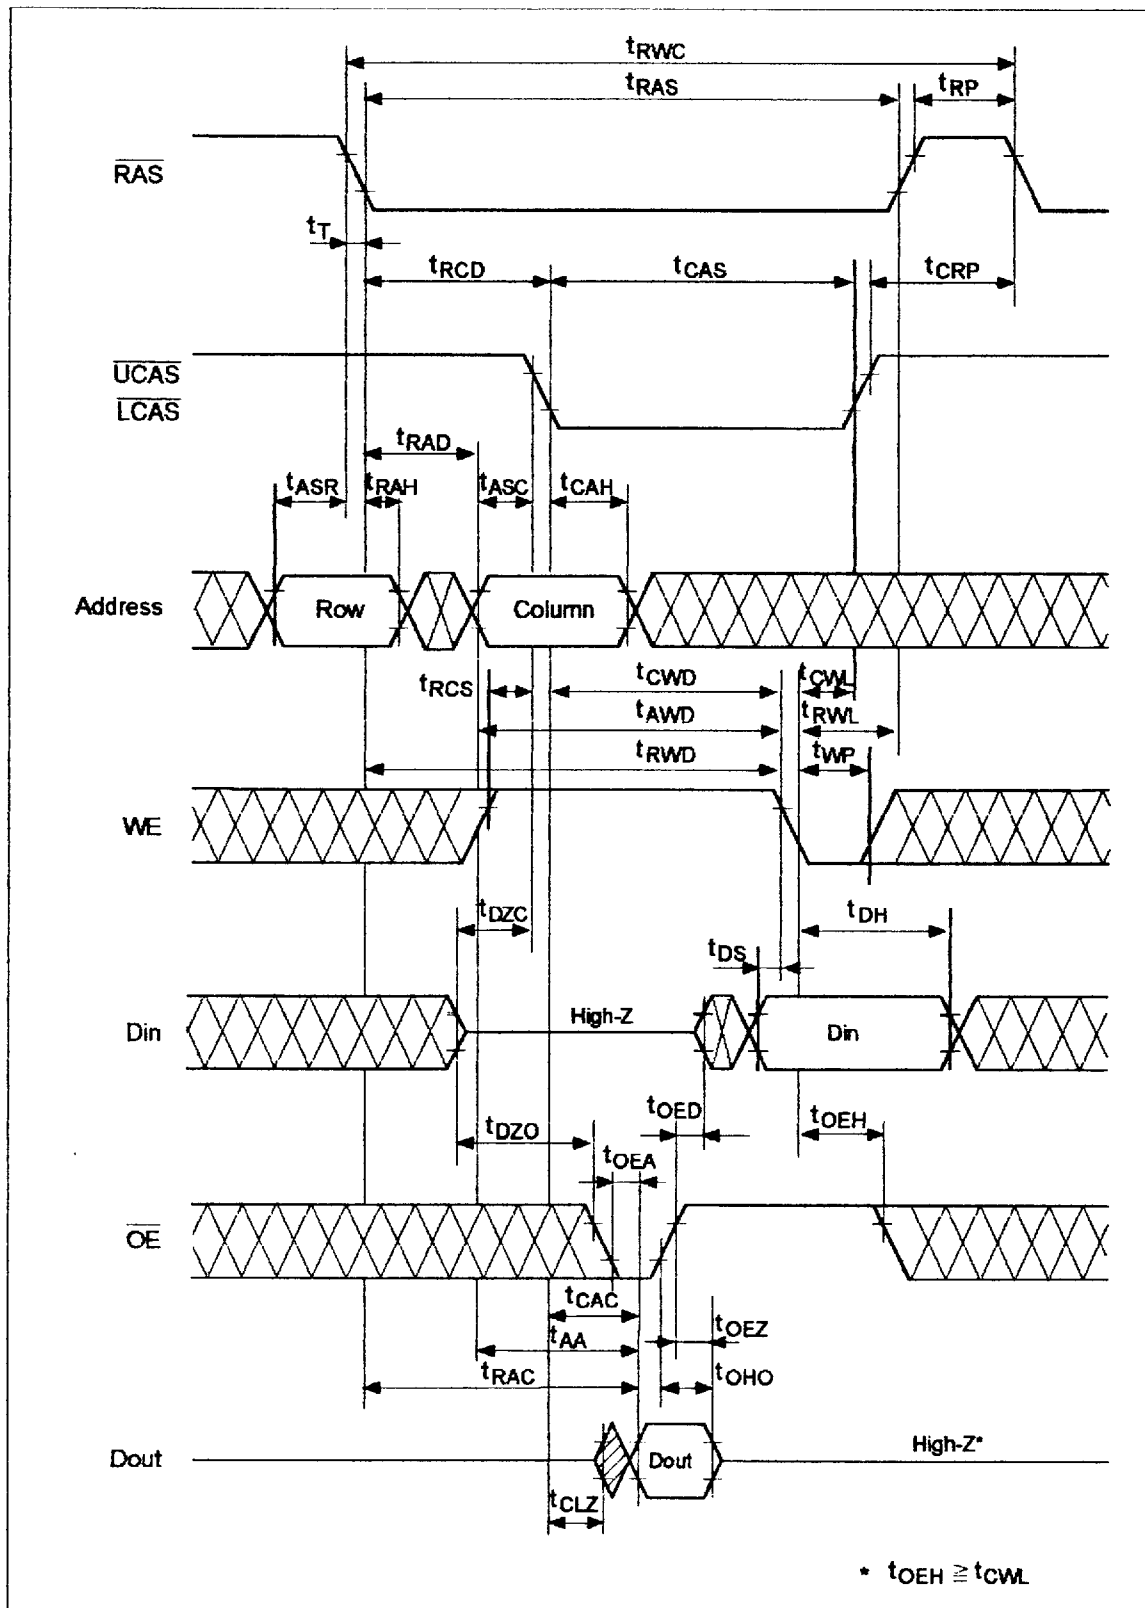 tRWC
tRAS
tRP
RAS
tT
tRCD
tCAS
tCRP
UCAS
LCAS
tRAD
tASR
tRAH
tASC
tCAH
Address
Row
Column
tRCS
tCWD
tCWL
tAWD
tRWL
tRWD
tWP
WE
tDZC
tDH
tDS
Din
High-Z
Din
tDZO
tOED
tOEH
tOEA
OE
tCAC
tOEZ
tAA
tRAC
tOHO
Dout
Dout
High-Z*
tCLZ
* tOEH ≧ tCWL